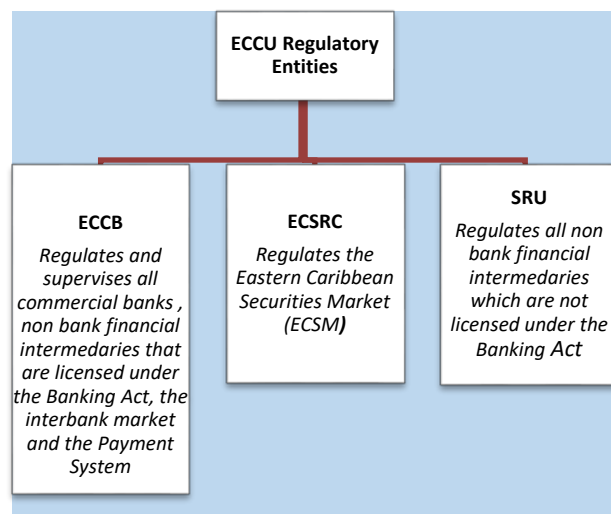 ECCU Regulatory
Entities
ECCB
Regulates and
supervises all
commercial banks ,
non bank financial
intermedaries that
are licensed under
the Banking Act, the
interbank market
and the Payment
System
ECSRC
Regulates the
Eastern Caribbean
Securities Market
(ECSM)
SRU
Regulates all non
bank financial
intermedaries
which are not
licensed under the
Banking Act